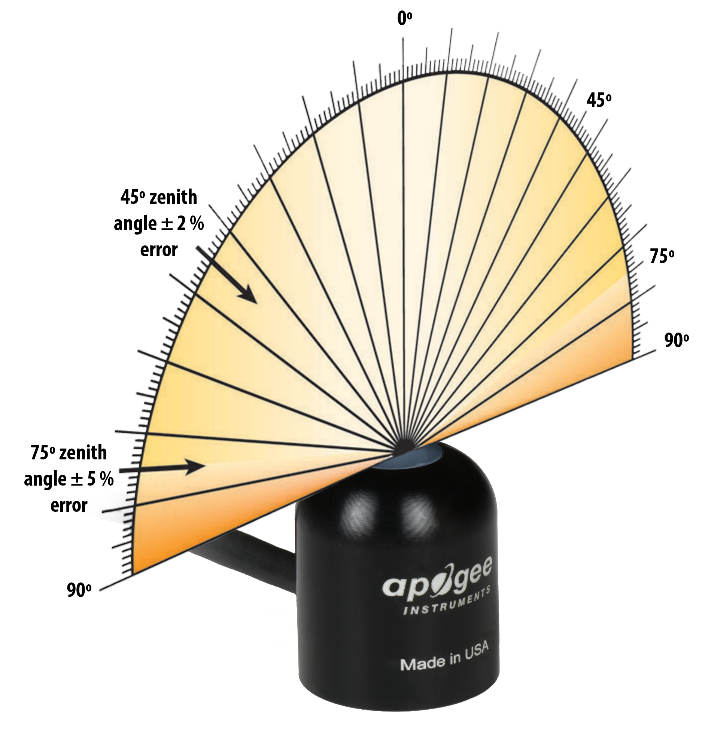 0º
45º
45º zenith
angle ± 2 %
error
75º
90º
75º zenith
angle ± 5 %
error
90º
apogee
INSTRUMENTS
Made in USA